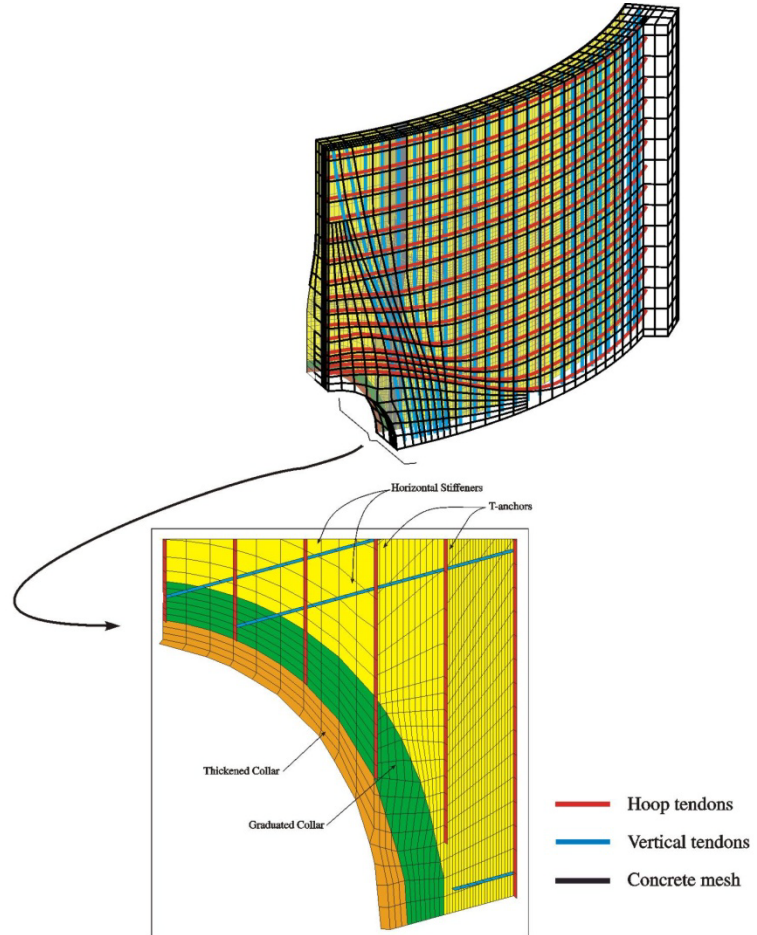 Horizontal Stiffeners
T-anchors
Thickened Collar
Graduated Collar
Hoop tendons
Vertical tendons
Concrete mesh